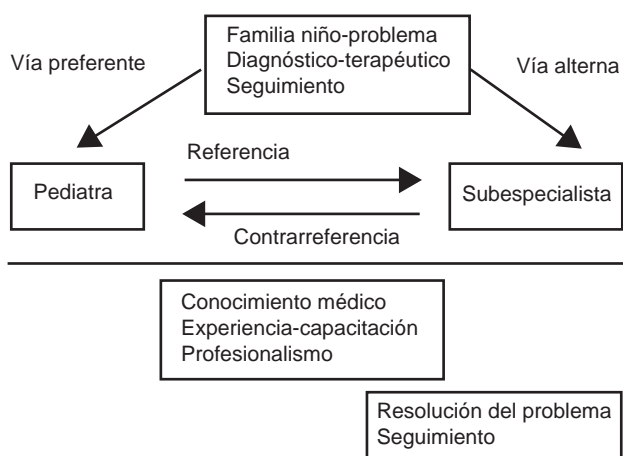 Familia niño-problema
Diagnóstico-terapéutico
Seguimiento
Vía preferente
Vía alterna
Referencia
Pediatra
Subespecialista
Contrarreferencia
Conocimiento médico
Experiencia-capacitación
Profesionalismo
Resolución del problema
Seguimiento